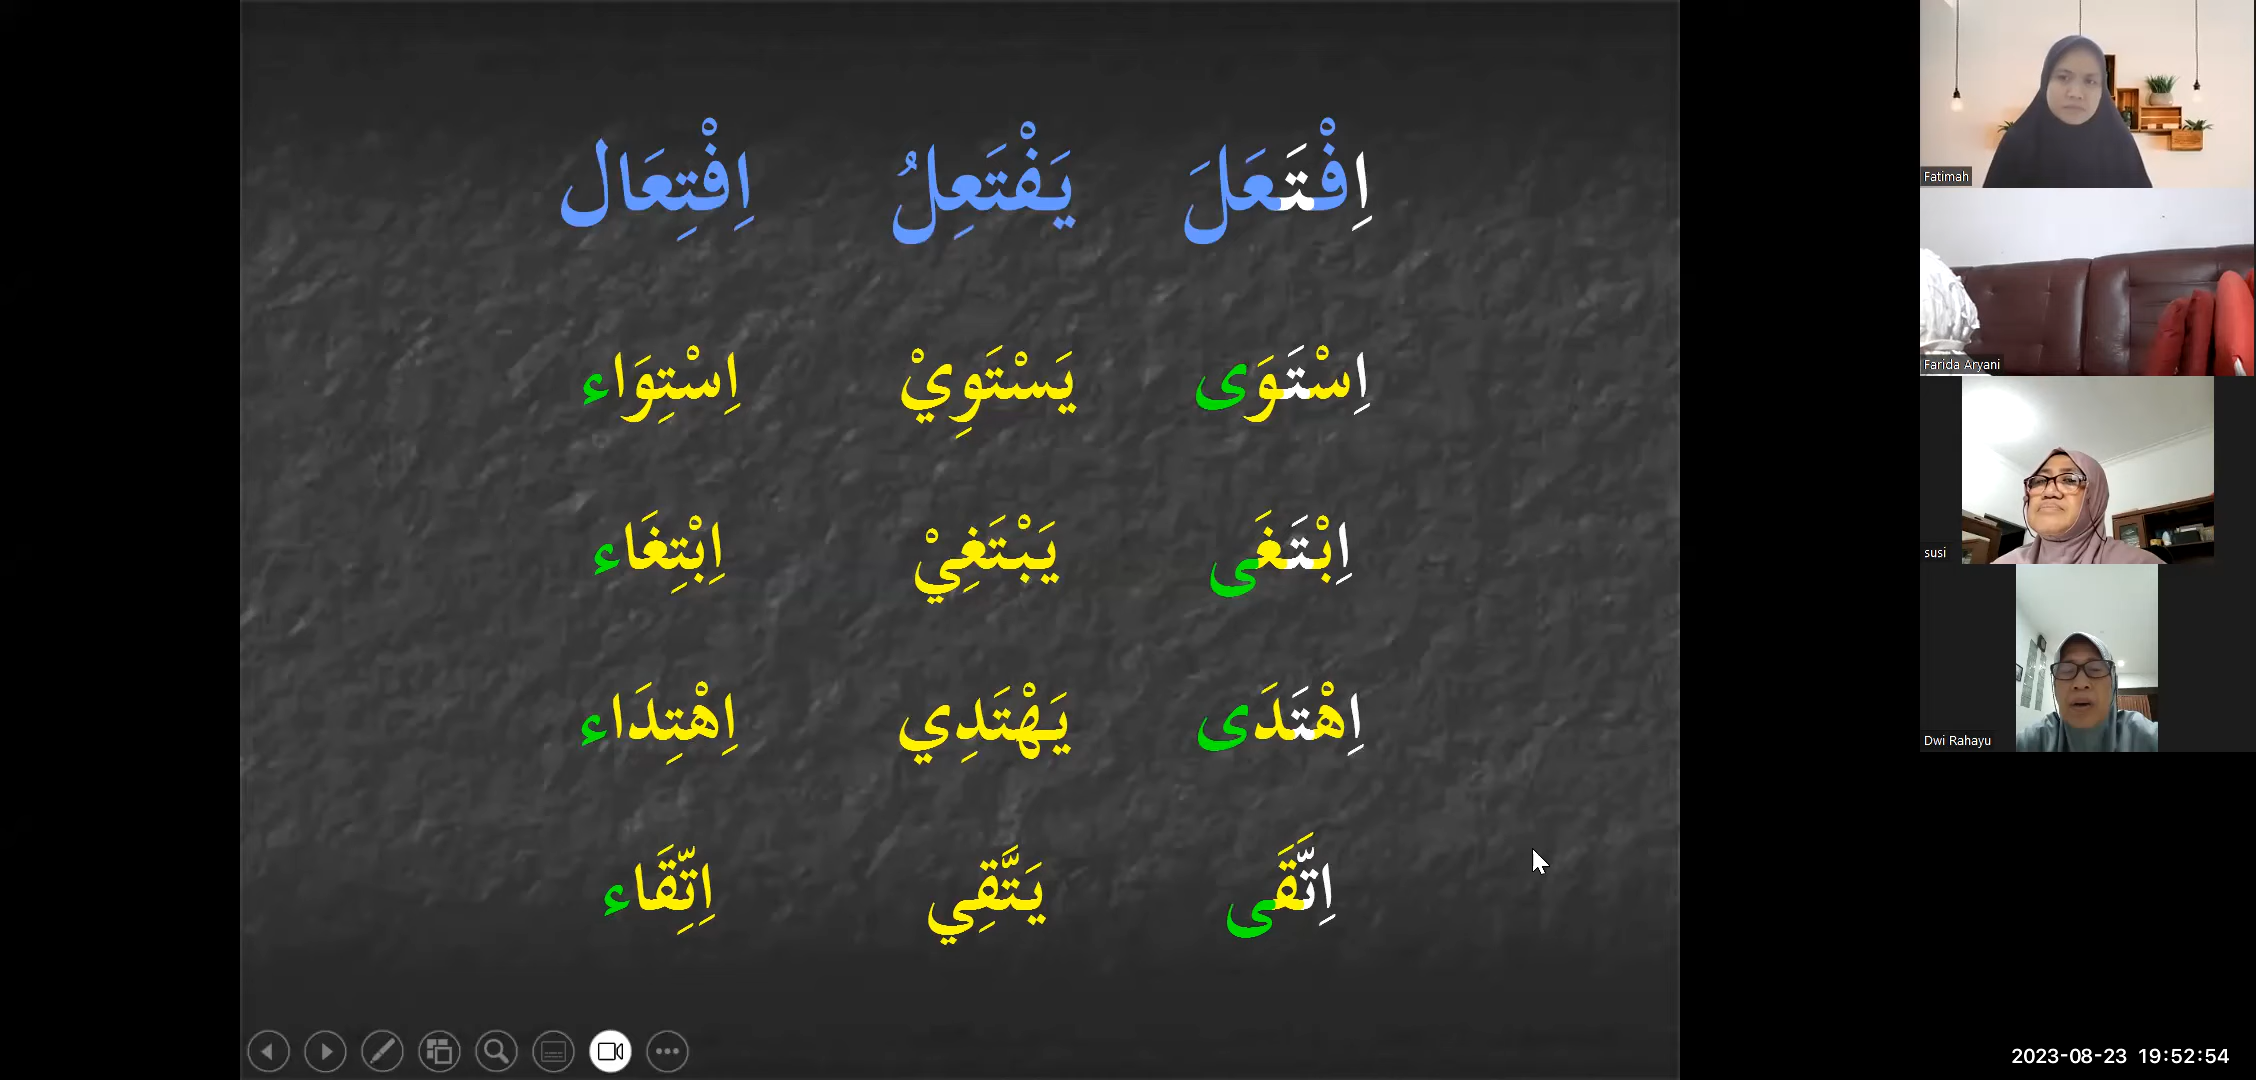 اِفْتَعَلَ يَفْتَعِلُ اِفْتِعَال
اِسْتَوَى يَسْتَوِيْ اِسْتِوَاء
اِبْتَغَى يَبْتَغِيْ اِبْتِغَاء
اِهْتَدَى يَهْتَدِي اِهْتِدَاء
اِتَّقَى يَتَّقِي اِتِّقَاء
Fatimah
Farida Aryani
susi
Dwi Rahayu
2023-08-23 19:52:54